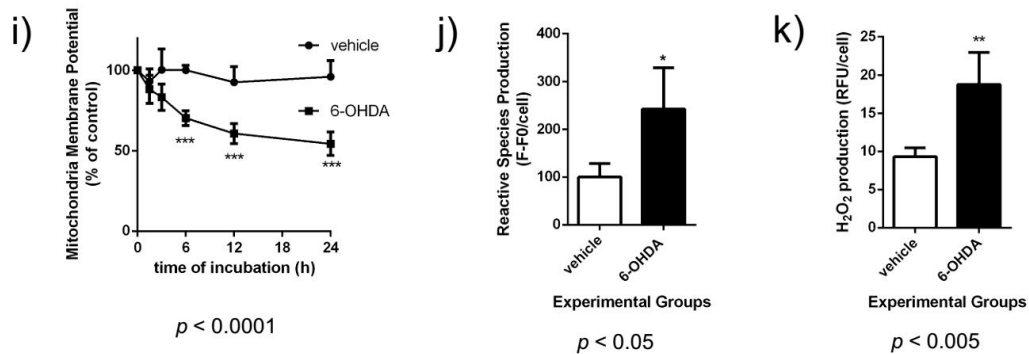 i)
Mitochondria Membrane Potential
(% of control)
100
50
0
0 6 12 18 24
time of incubation (h)
vehicle
6-OHDA
*** *** ***
p < 0.0001
j)
Reactive Species Production
(F-F0/cell)
400
300
200
100
0
*
vehicle 6-OHDA
Experimental Groups
p < 0.05
k)
H₂O₂ production (RFU/cell)
25
20
15
10
5
0
**
vehicle 6-OHDA
Experimental Groups
p < 0.005